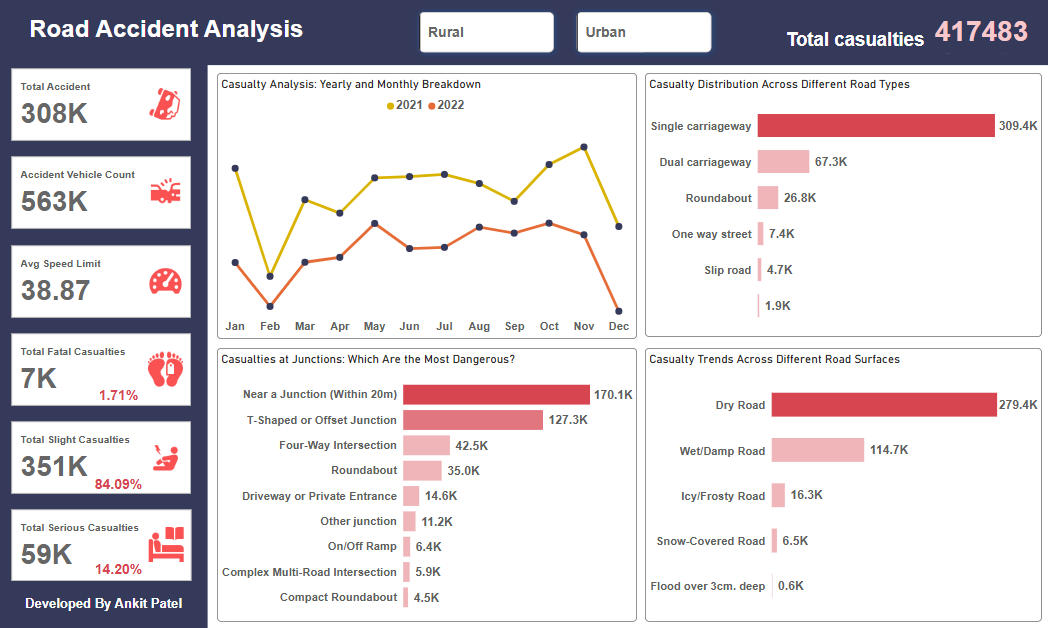 Road Accident Analysis
Rural
Urban
Total casualties 417483
Total Accident
308K
Accident Vehicle Count
563K
Avg Speed Limit
38.87
Total Fatal Casualties
7K
1.71%
Total Slight Casualties
351K
84.09%
Total Serious Casualties
59K
14.20%
Developed By Ankit Patel
Casualty Analysis: Yearly and Monthly Breakdown
2021 2022
Jan Feb Mar Apr May Jun Jul Aug Sep Oct Nov Dec
Casualty Distribution Across Different Road Types
Single carriageway 309.4K
Dual carriageway 67.3K
Roundabout 26.8K
One way street 7.4K
Slip road 4.7K
1.9K
Casualties at Junctions: Which Are the Most Dangerous?
Near a Junction (Within 20m) 170.1K
T-Shaped or Offset Junction 127.3K
Four-Way Intersection 42.5K
Roundabout 35.0K
Driveway or Private Entrance 14.6K
Other junction 11.2K
On/Off Ramp 6.4K
Complex Multi-Road Intersection 5.9K
Compact Roundabout 4.5K
Casualty Trends Across Different Road Surfaces
Dry Road 279.4K
Wet/Damp Road 114.7K
Icy/Frosty Road 16.3K
Snow-Covered Road 6.5K
Flood over 3cm. deep 0.6K